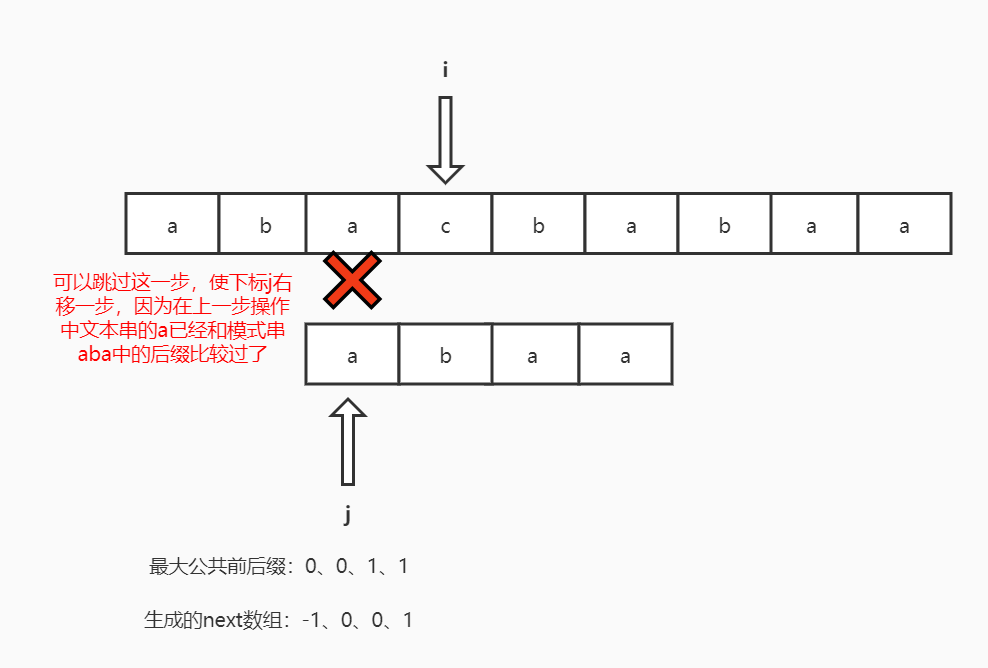 i
a b a c b a b a a
可以跳过这一步，使下标j右
移一步，因为在上一步操作
中文本串的a已经和模式串
aba中的后缀比较过了
a b a a
j
最大公共前后缀：0、0、1、1
生成的next数组：-1、0、0、1